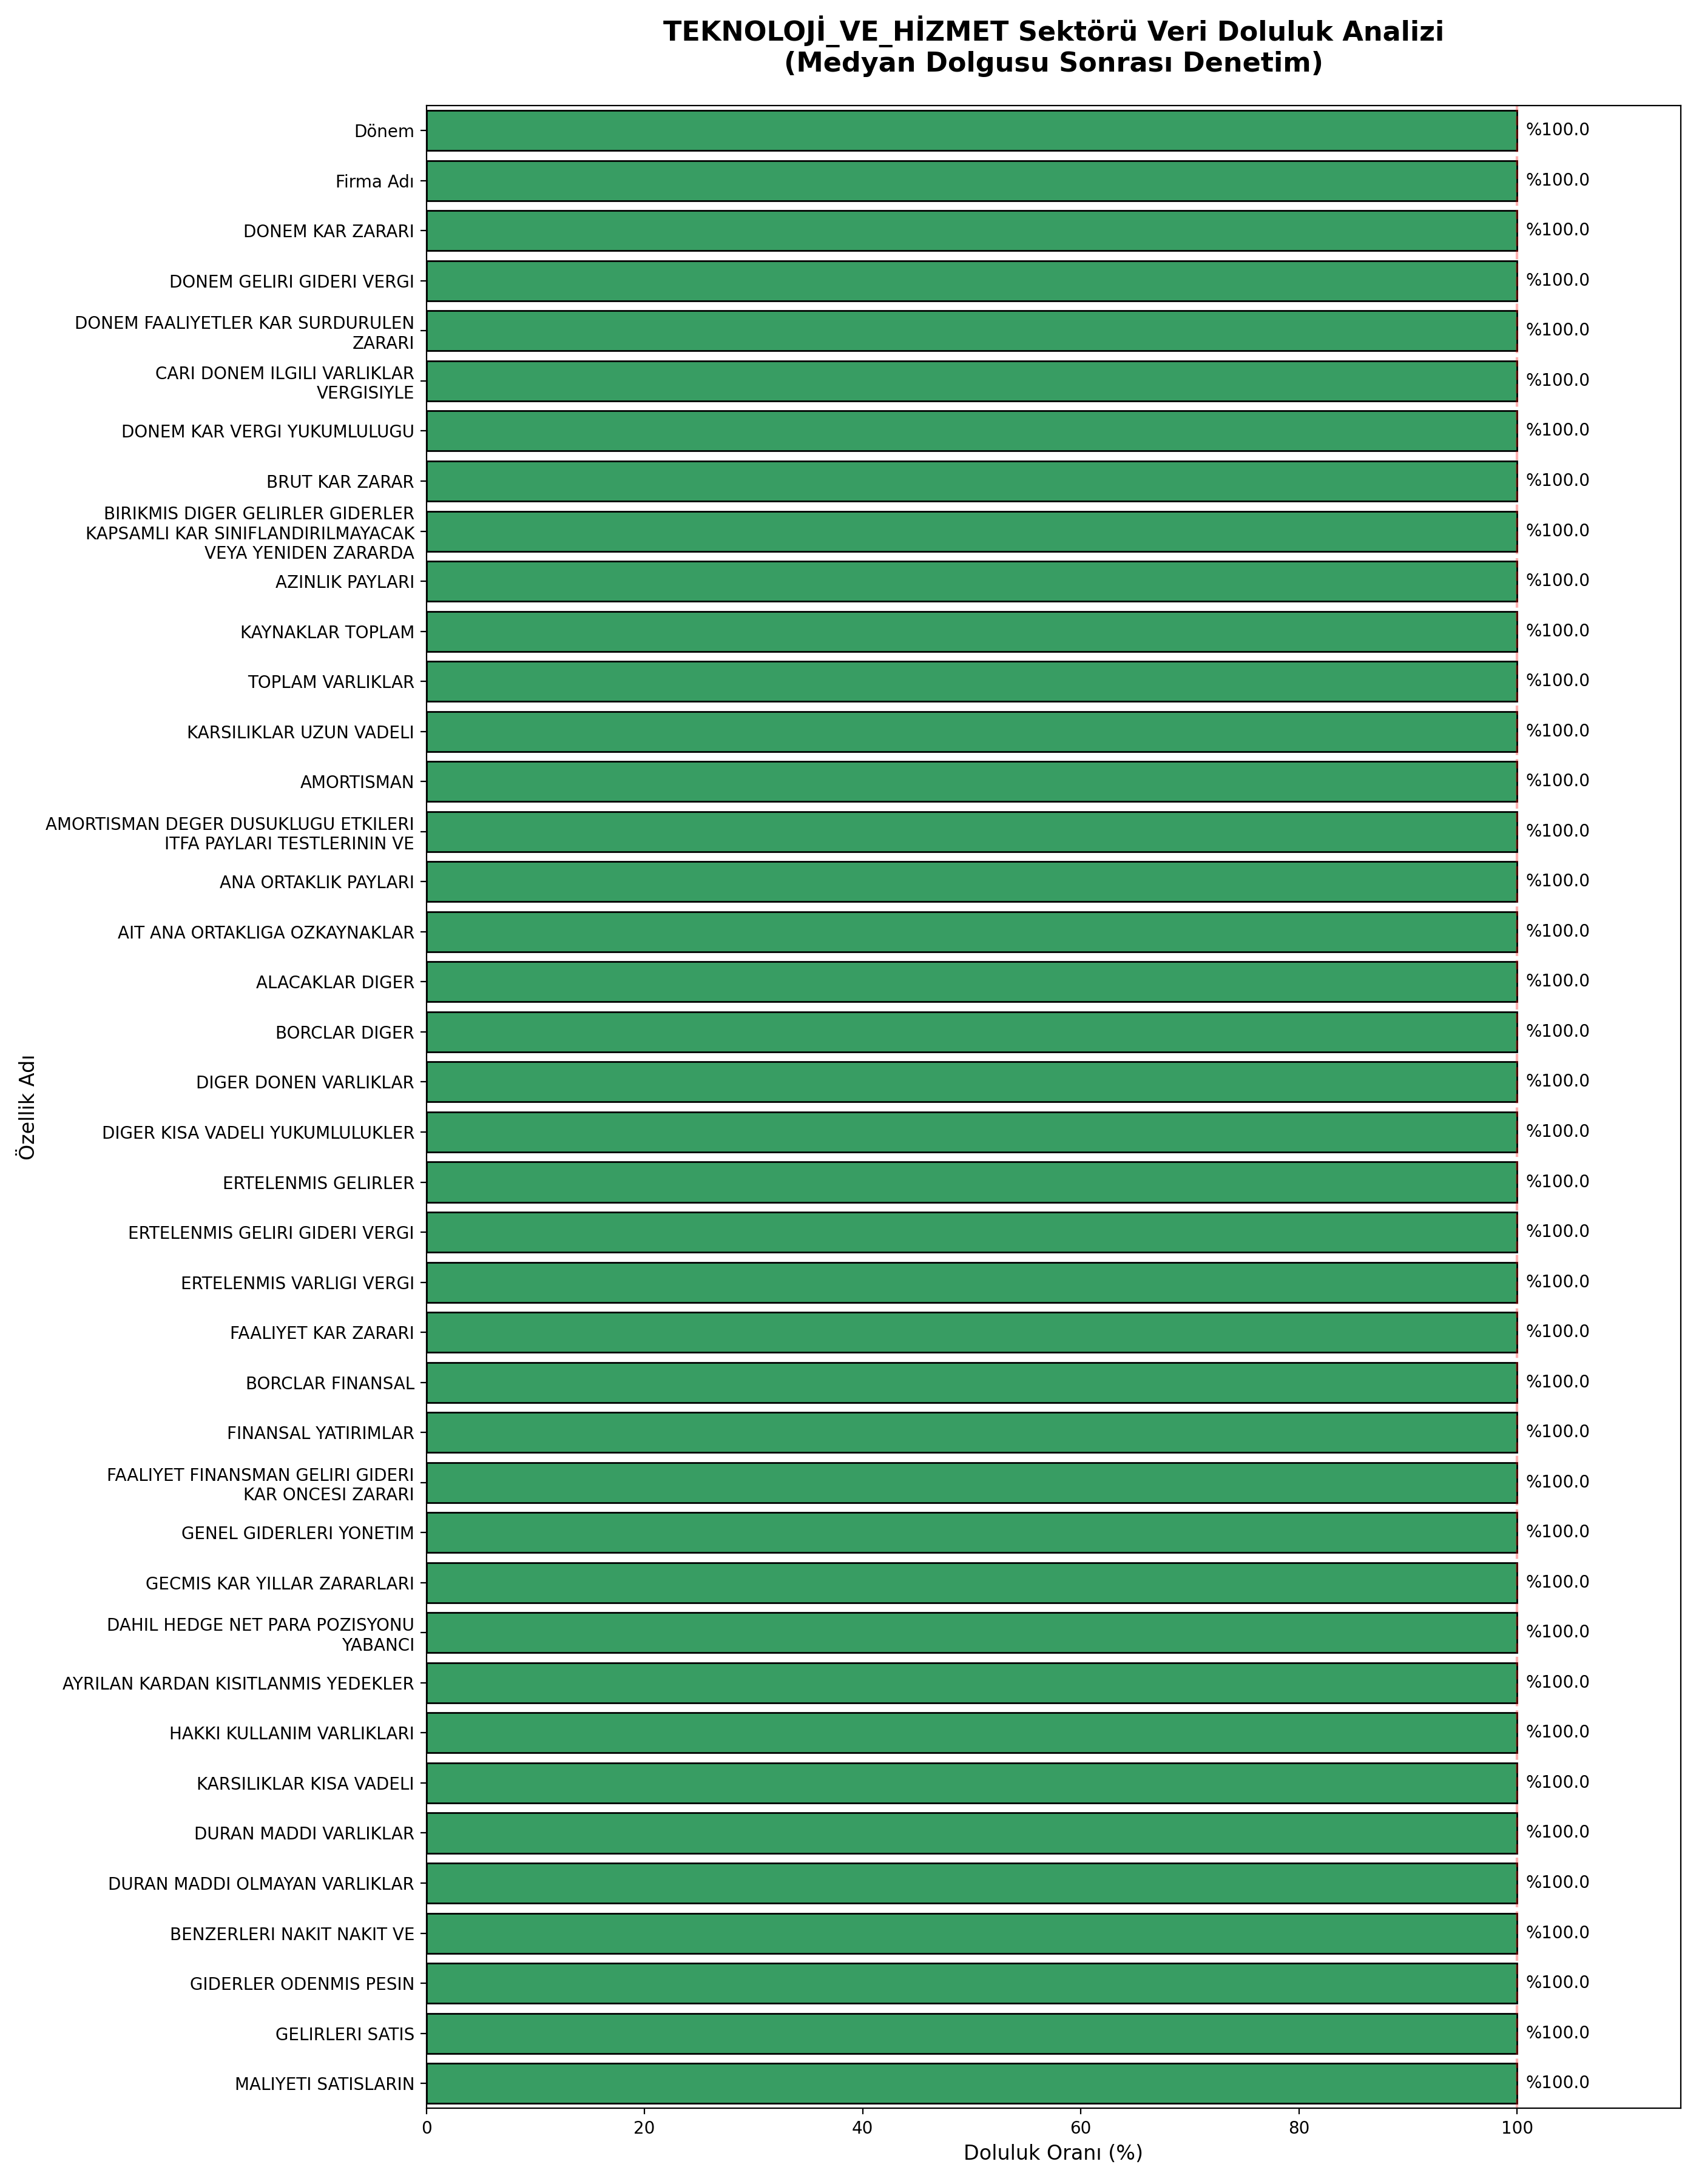 TEKNOLOJİ_VE_HİZMET Sektörü Veri Doluluk Analizi
(Medyan Dolgusu Sonrası Denetim)
Özellik Adı
Dönem %100.0
Firma Adı %100.0
DONEM KAR ZARARI %100.0
DONEM GELIRI GIDERI VERGI %100.0
DONEM FAALIYETLER KAR SURDURULEN
ZARARI %100.0
CARI DONEM ILGILI VARLIKLAR
VERGISIYLE %100.0
DONEM KAR VERGI YUKUMLULUGU %100.0
BRUT KAR ZARAR %100.0
BIRIKMIS DIGER GELIRLER GIDERLER
KAPSAMLI KAR SINIFLANDIRILMAYACAK %100.0
VEYA YENIDEN ZARARDA
AZINLIK PAYLARI %100.0
KAYNAKLAR TOPLAM %100.0
TOPLAM VARLIKLAR %100.0
KARSILIKLAR UZUN VADELI %100.0
AMORTISMAN %100.0
AMORTISMAN DEGER DUSUKLUGU ETKILERI
ITFA PAYLARI TESTLERININ VE %100.0
ANA ORTAKLIK PAYLARI %100.0
AIT ANA ORTAKLIGA OZKAYNAKLAR %100.0
ALACAKLAR DIGER %100.0
BORCLAR DIGER %100.0
DIGER DONEN VARLIKLAR %100.0
DIGER KISA VADELI YUKUMLULUKLER %100.0
ERTELENMIS GELIRLER %100.0
ERTELENMIS GELIRI GIDERI VERGI %100.0
ERTELENMIS VARLIGI VERGI %100.0
FAALIYET KAR ZARARI %100.0
BORCLAR FINANSAL %100.0
FINANSAL YATIRIMLAR %100.0
FAALIYET FINANSMAN GELIRI GIDERI
KAR ONCESI ZARARI %100.0
GENEL GIDERLERI YONETIM %100.0
GECMIS KAR YILLAR ZARARLARI %100.0
DAHIL HEDGE NET PARA POZISYONU
YABANCI %100.0
AYRILAN KARDAN KISITLANMIS YEDEKLER %100.0
HAKKI KULLANIM VARLIKLARI %100.0
KARSILIKLAR KISA VADELI %100.0
DURAN MADDI VARLIKLAR %100.0
DURAN MADDI OLMAYAN VARLIKLAR %100.0
BENZERLERI NAKIT NAKIT VE %100.0
GIDERLER ODENMIS PESIN %100.0
GELIRLERI SATIS %100.0
MALIYETI SATISLARIN %100.0
0 20 40 60 80 100
Doluluk Oranı (%)